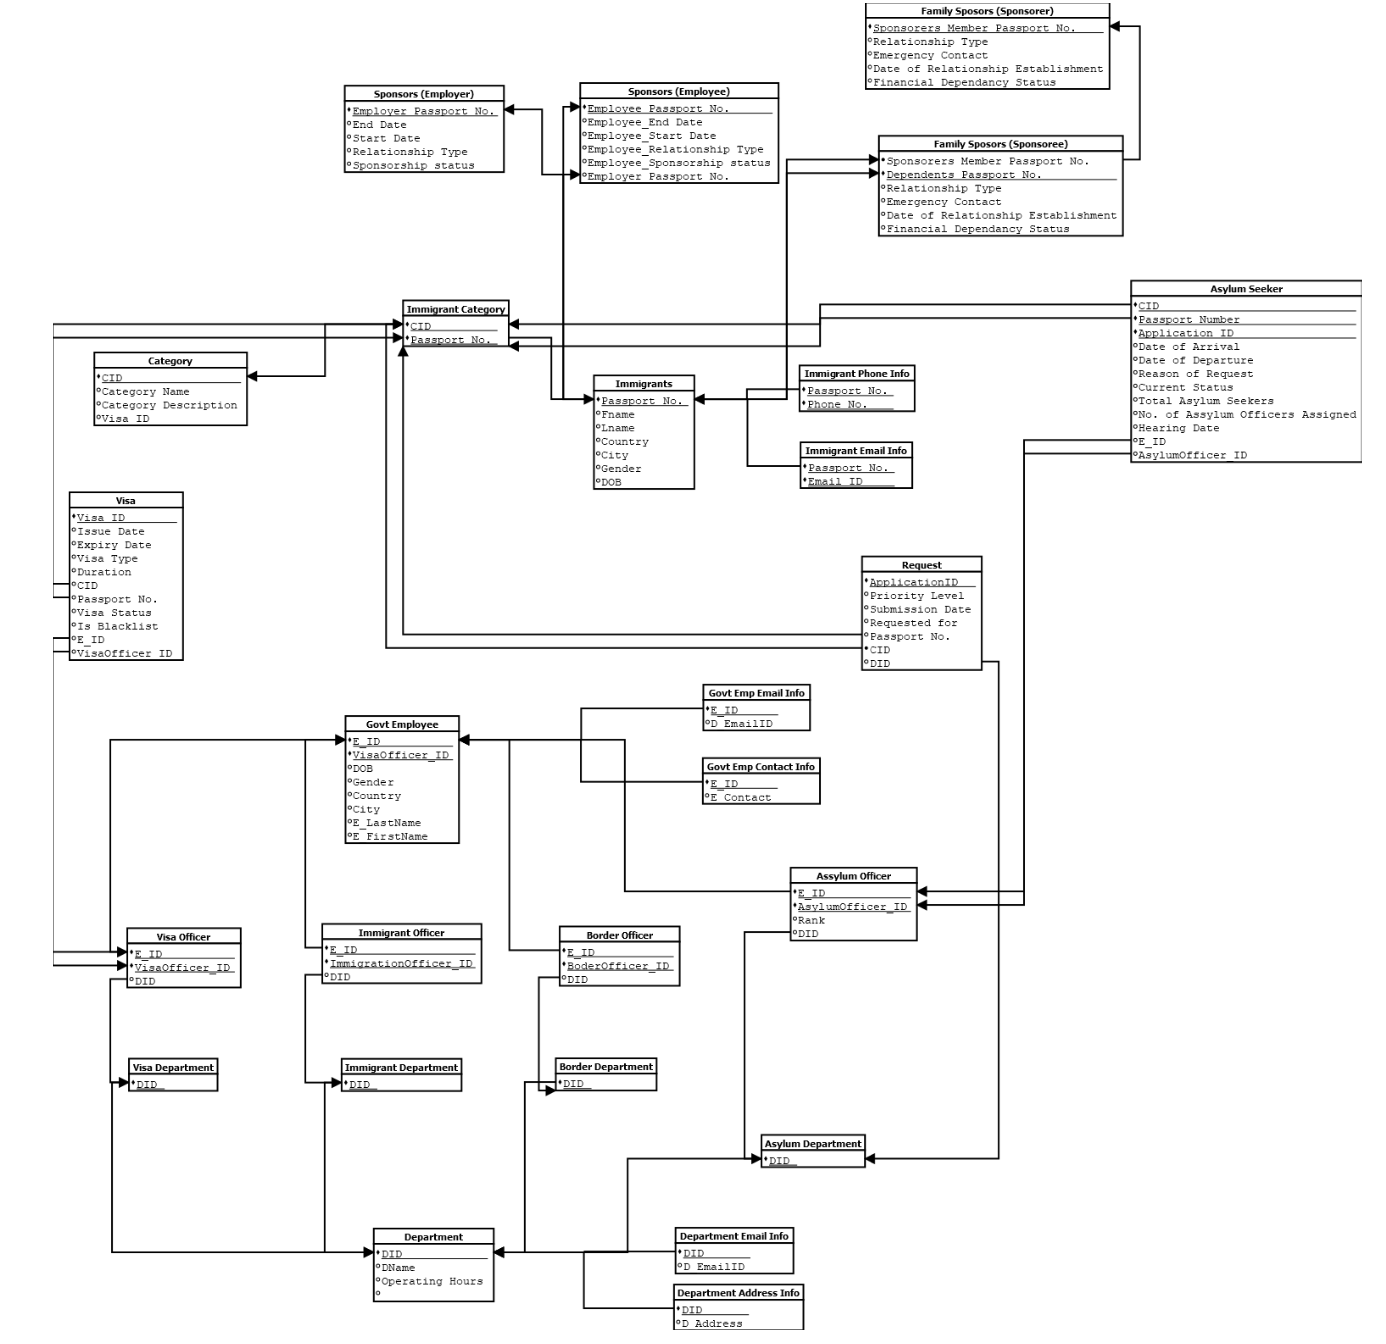 Family Sposors (Sponsorer)
Sponsorers Member Passport No.
Relationship Type
Emergency Contact
Date of Relationship Establishment
Financial Dependancy Status
Sponsors (Employer)
Employer Passport No.
End Date
Start Date
Relationship Type
Sponsorship status
Sponsors (Employee)
Employee Passport No.
Employee_End Date
Employee_Start Date
Employee_Relationship Type
Employee_Sponsorship status
Employer Passport No.
Family Sposors (Sponsoree)
Sponsorers Member Passport No.
Dependents Passport No.
Relationship Type
Emergency Contact
Date of Relationship Establishment
Financial Dependancy Status
Immigrant Category
CID
Passport No.
Category
CID
Category Name
Category Description
Visa ID
Immigrants
Passport No.
Fname
Lname
Country
City
Gender
DOB
Immigrant Phone Info
Passport No.
Phone No.
Immigrant Email Info
Passport No.
Email ID
Asylum Seeker
CID
Passport Number
Application ID
Date of Arrival
Date of Departure
Reason of Request
Current Status
Total Asylum Seekers
No. of Assylum Officers Assigned
Hearing Date
E_ID
AsylumOfficer_ID
Visa
Visa ID
Issue Date
Expiry Date
Visa Type
Duration
CID
Passport No.
Visa Status
Is Blacklist
E_ID
VisaOfficer ID
Request
ApplicationID
Priority Level
Submission Date
Requested for
Passport No.
CID
DID
Govt Employee
E_ID
VisaOfficer_ID
DOB
Gender
Country
City
E_LastName
E_FirstName
Govt Emp Email Info
E_ID
D_EmailID
Govt Emp Contact Info
E_ID
E_Contact
Assylum Officer
E_ID
AsylumOfficer_ID
Rank
DID
Visa Officer
E_ID
VisaOfficer_ID
DID
Immigrant Officer
E_ID
ImmigrationOfficer_ID
DID
Border Officer
E_ID
BoderOfficer_ID
DID
Visa Department
DID
Immigrant Department
DID
Border Department
DID
Asylum Department
DID
Department
DID
DName
Operating Hours
Department Email Info
DID
D_EmailID
Department Address Info
DID
D_Address